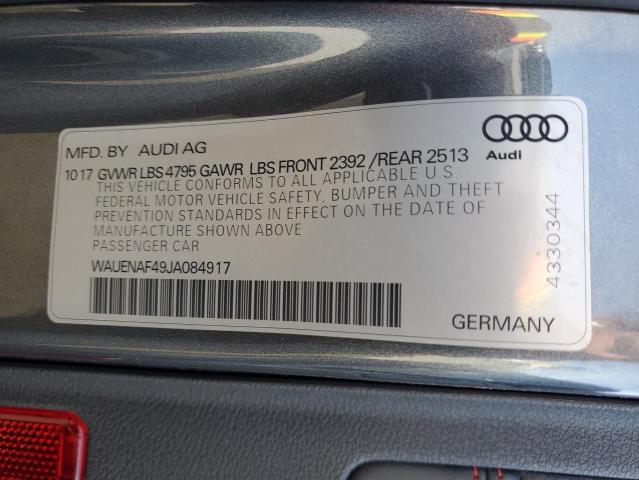 MFD. BY AUDI AG
10 17 GVWR LBS 4795 GAWR LBS FRONT 2392 /REAR 2513
THIS VEHICLE CONFORMS TO ALL APPLICABLE U.S
FEDERAL MOTOR VEHICLE SAFETY, BUMPER AND THEFT
PREVENTION STANDARDS IN EFFECT ON THE DATE OF
MANUFACTURE SHOWN ABOVE
PASSENGER CAR
WAUENAF49JA084917
Audi
4330344
GERMANY